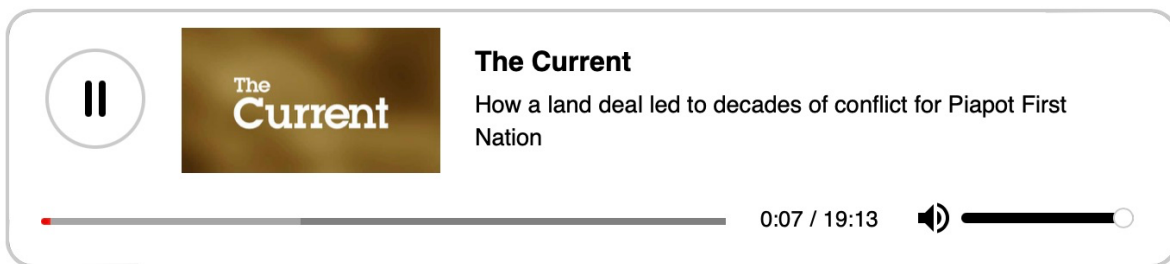 The
Current
The Current
How a land deal led to decades of conflict for Piapot First
Nation
0:07 / 19:13